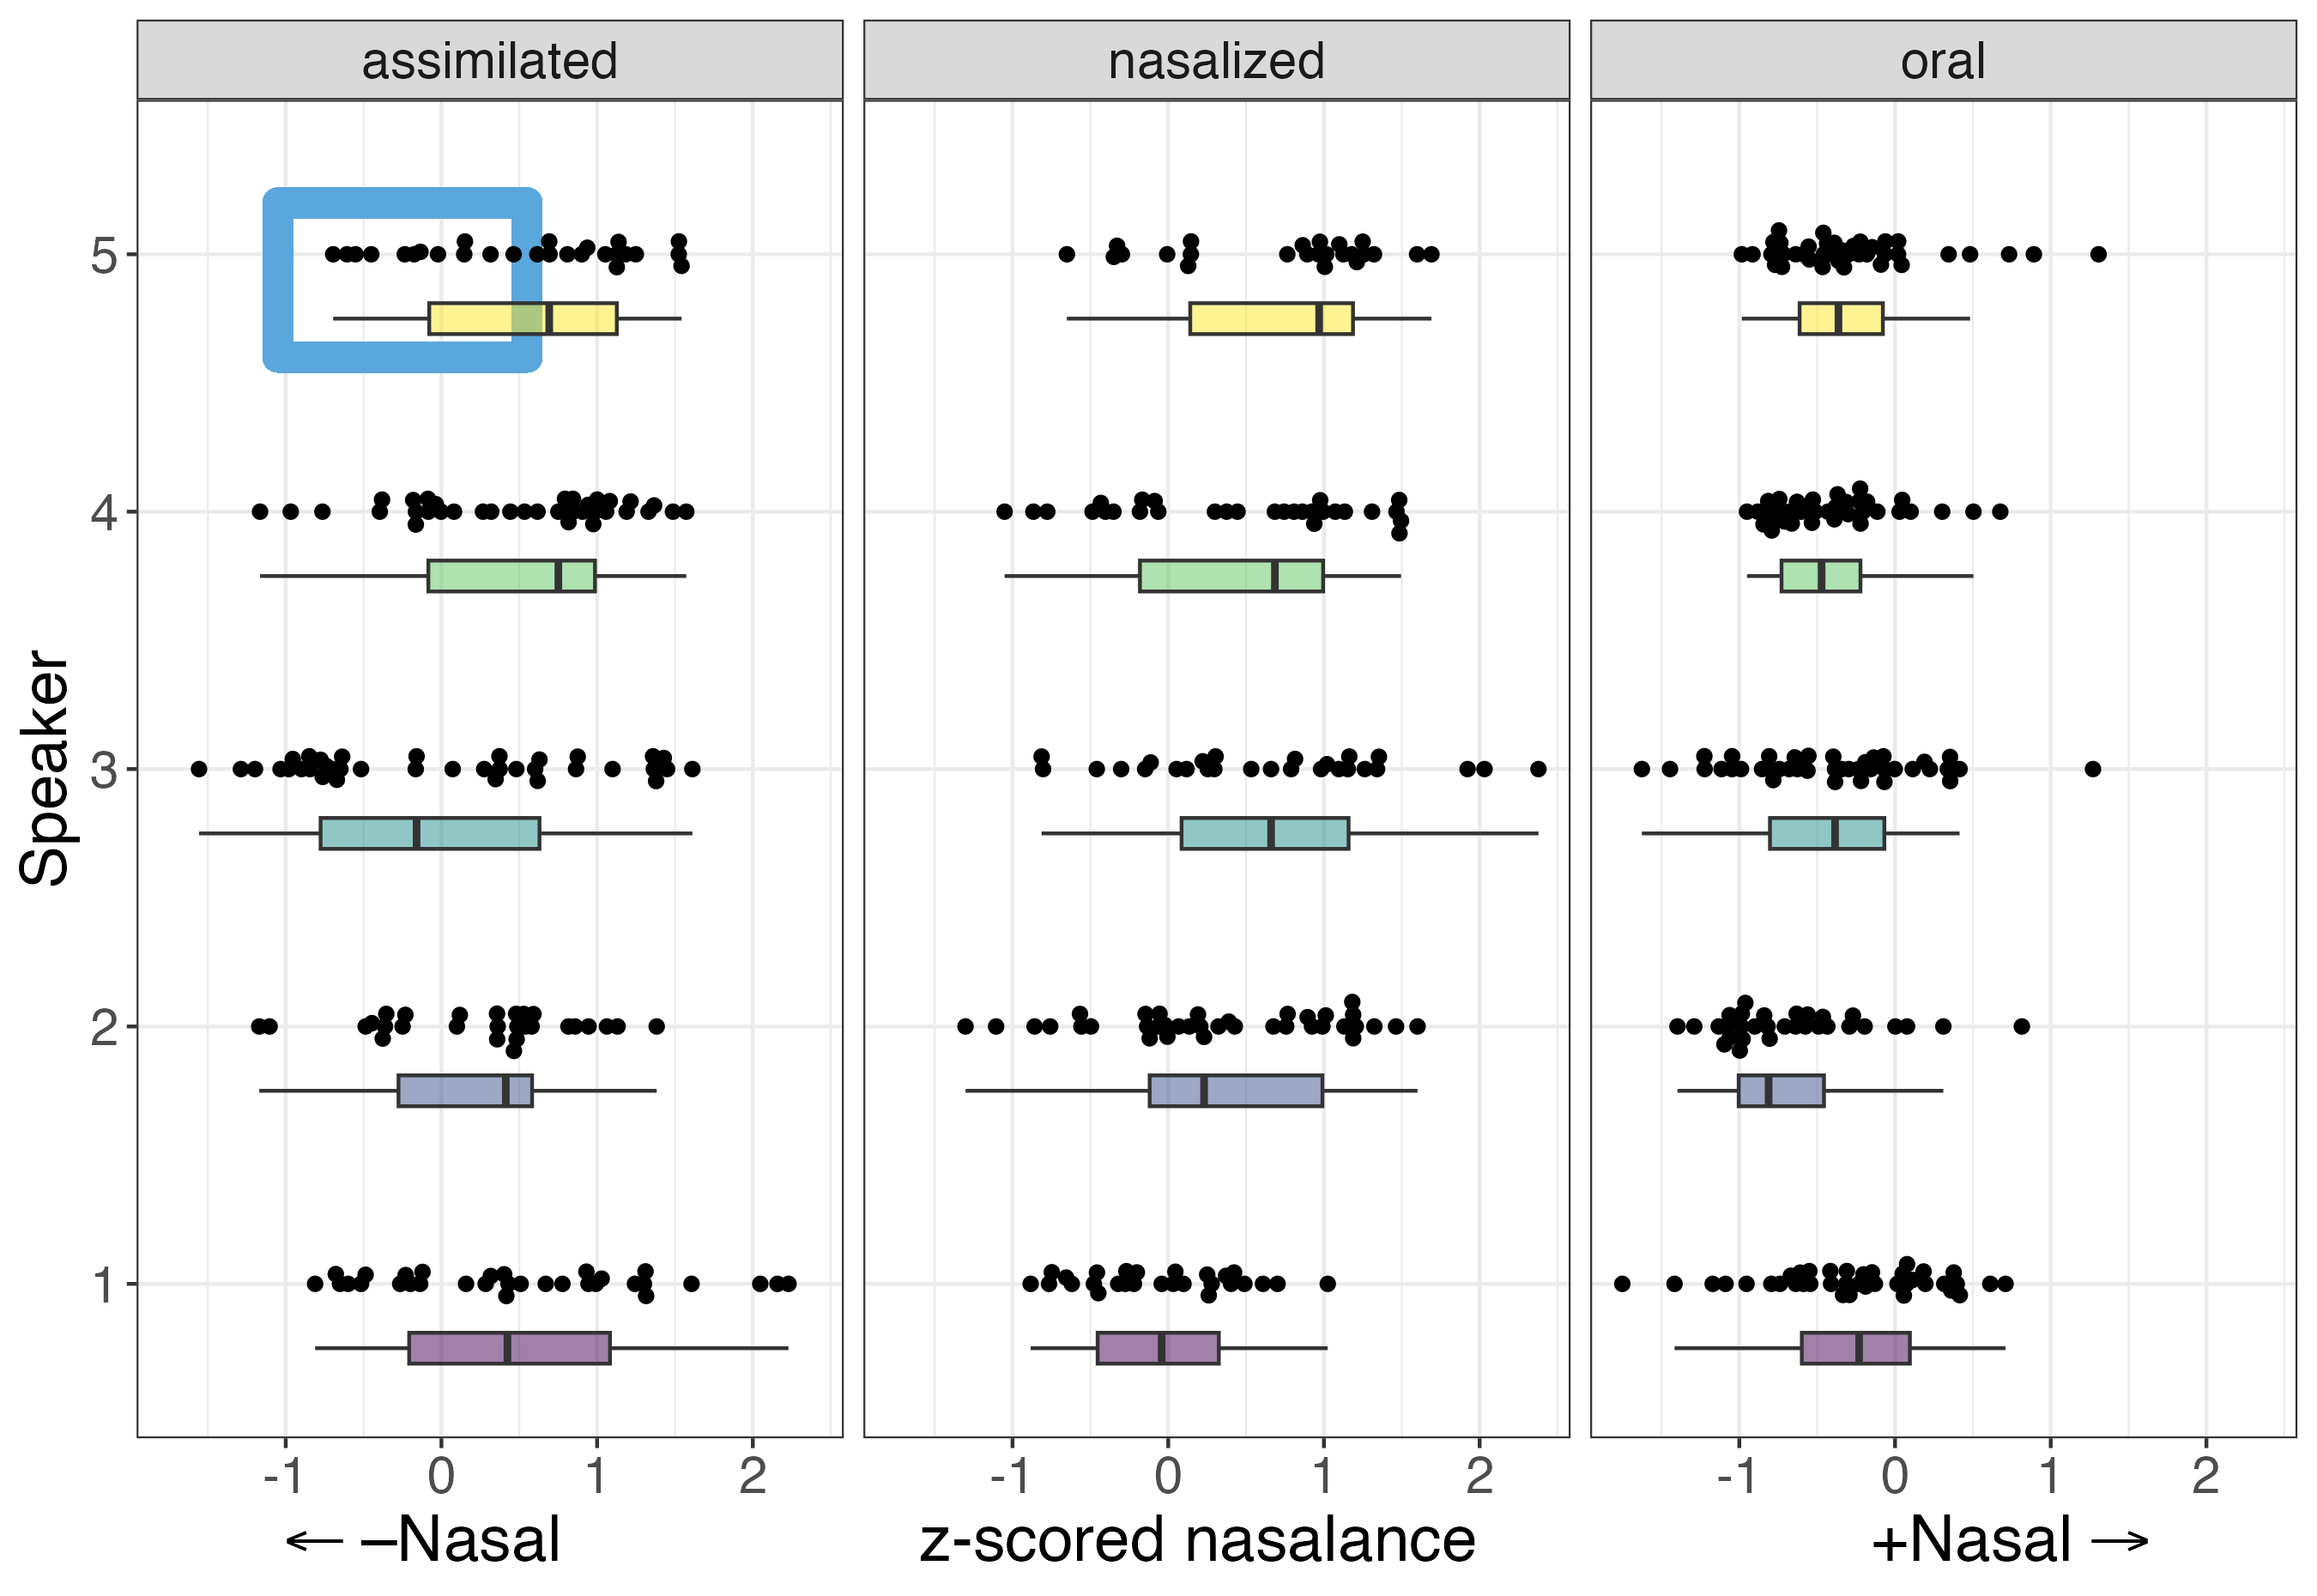 assimilated nasalized oral
5
4
3
2
1
Speaker
-1 0 1 2 -1 0 1 2 -1 0 1 2
← –Nasal z-scored nasalance +Nasal →